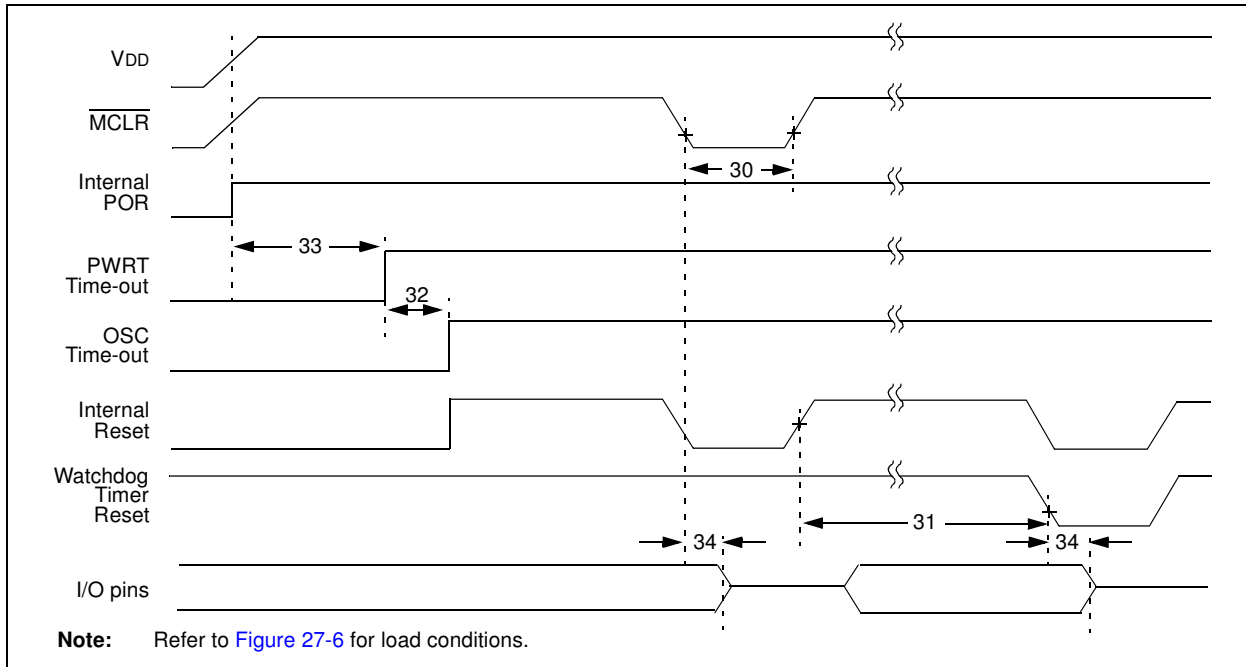 VDD
MCLR
30
Internal
POR
33
PWRT
Time-out
32
OSC
Time-out
Internal
Reset
Watchdog
Timer
Reset
31
34
34
I/O pins
Note: Refer to Figure 27-6 for load conditions.